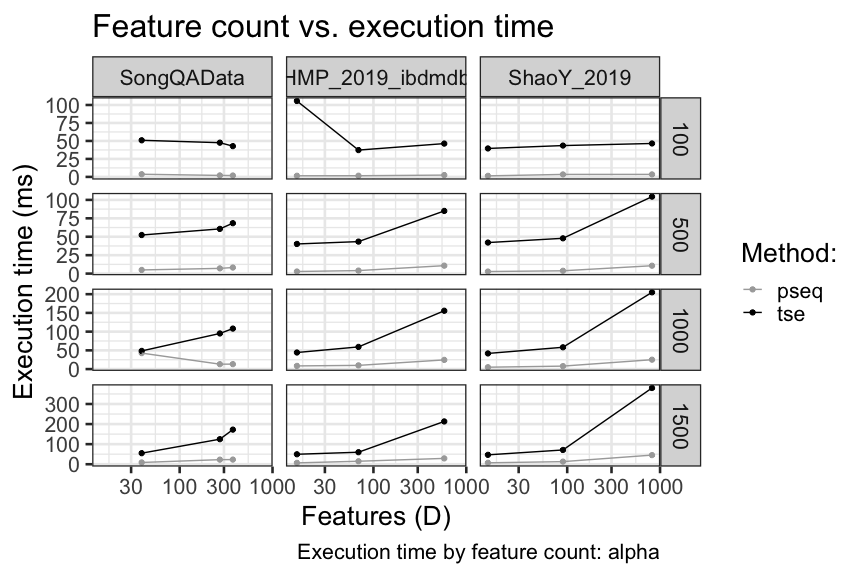 Feature count vs. execution time
SongQAData
HMP_2019_ibdmdb
ShaoY_2019
Execution time (ms)
100
75
50
25
0
100
100
75
50
25
0
500
200
150
100
50
0
1000
300
200
100
0
1500
30 100 300 1000
30 100 300 1000
30 100 300 1000
Features (D)
Execution time by feature count: alpha
Method:
pseq
tse